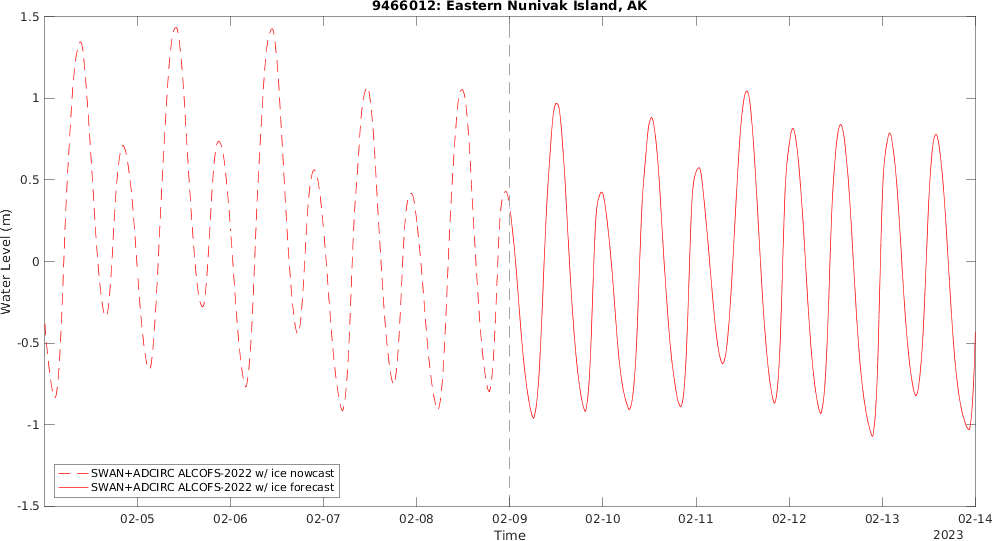 9466012: Eastern Nunivak Island, AK
1.5
1
0.5
0
-0.5
-1
-1.5
Water Level (m)
SWAN+ADCIRC ALCOFS-2022 w/ ice nowcast
SWAN+ADCIRC ALCOFS-2022 w/ ice forecast
02-05 02-06 02-07 02-08 02-09 02-10 02-11 02-12 02-13 02-14
Time
2023